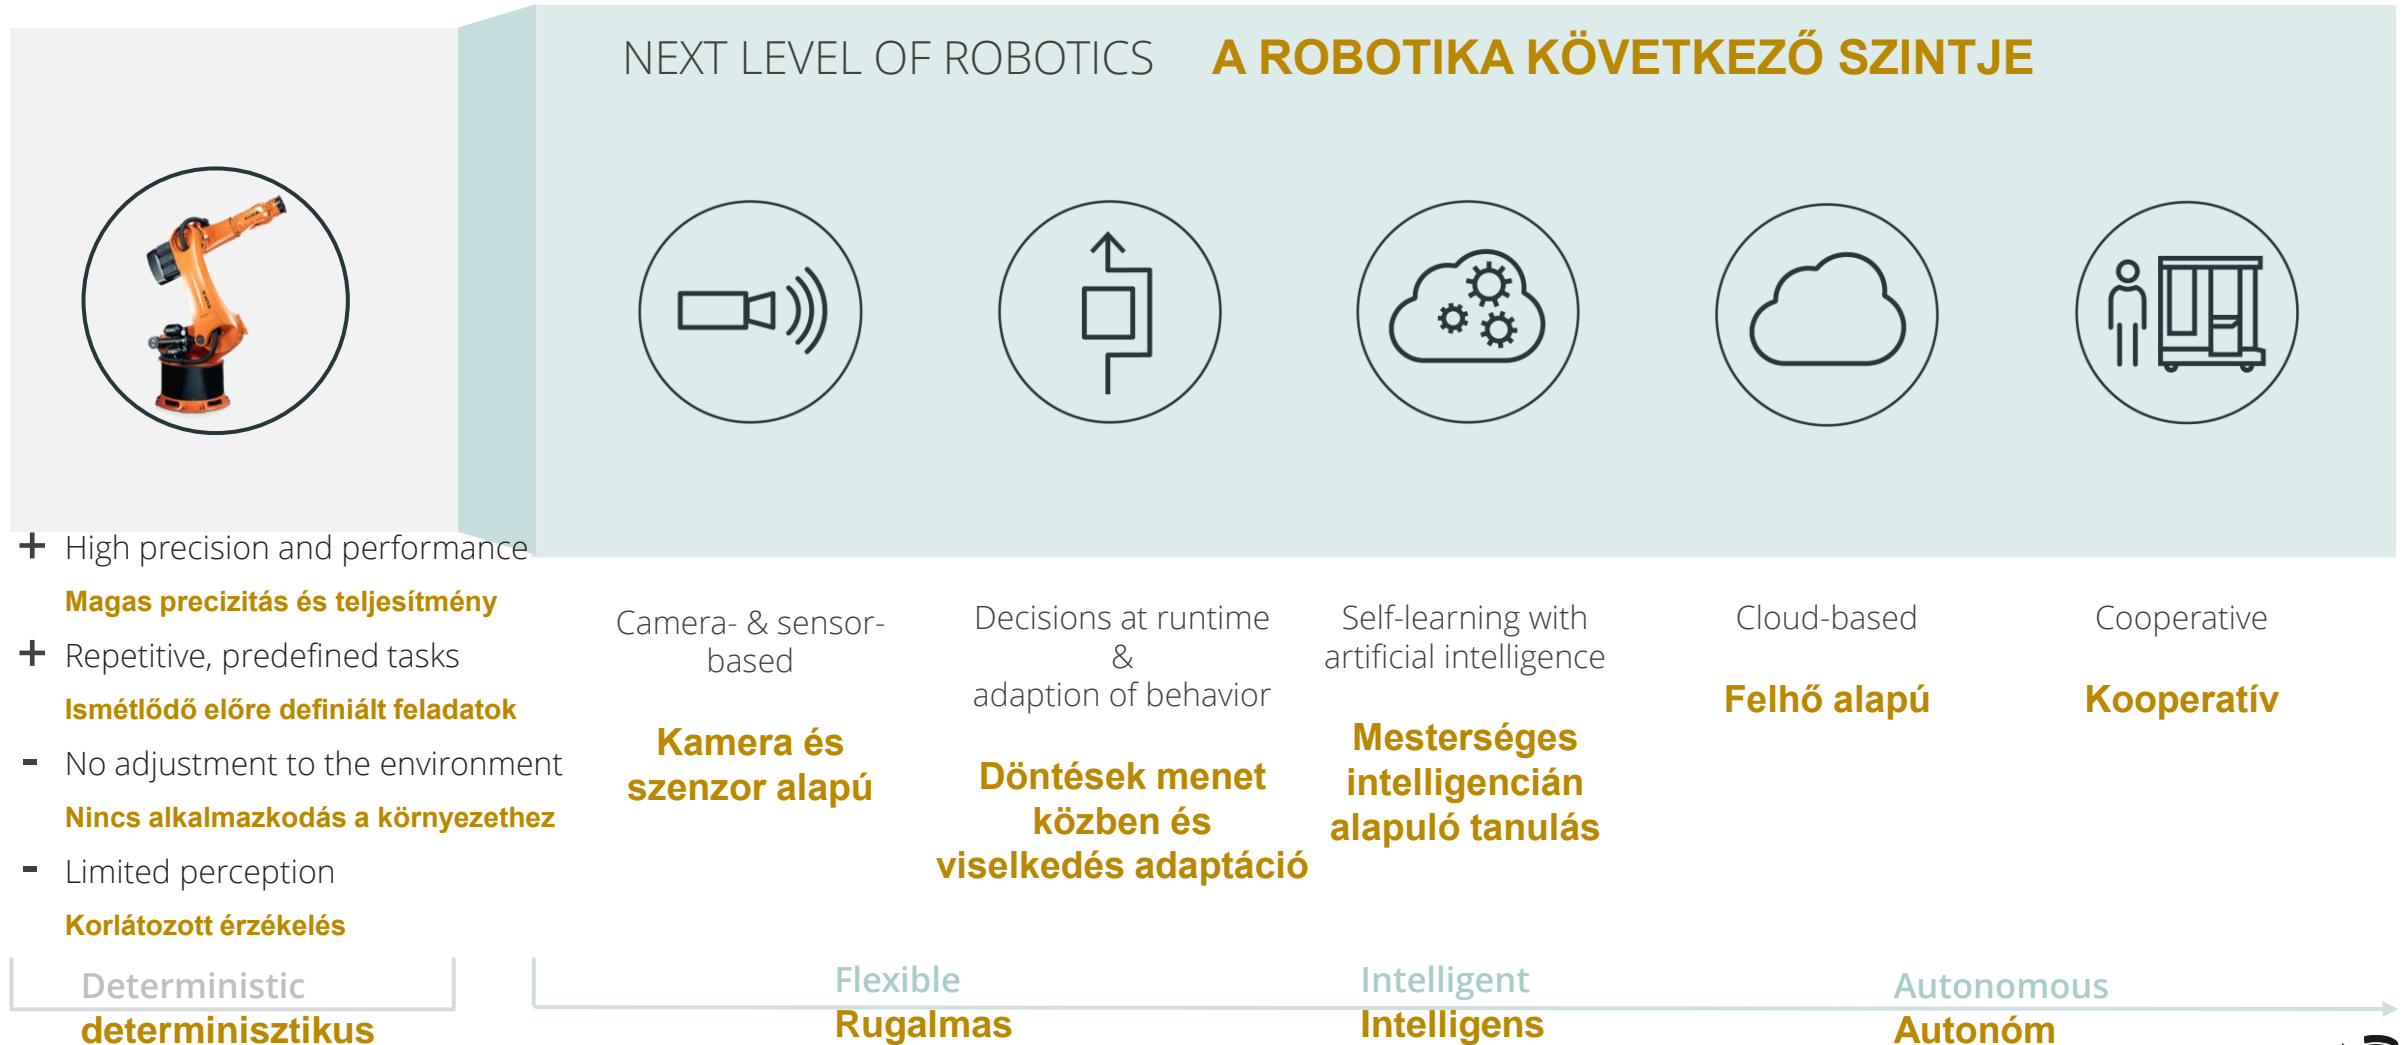 NEXT LEVEL OF ROBOTICS A ROBOTIKA KÖVETKEZŐ SZINTJE
+ High precision and performance
Magas precizitás és teljesítmény
+ Repetitive, predefined tasks
Ismétlődő előre definiált feladatok
- No adjustment to the environment
Nincs alkalmazkodás a környezethez
- Limited perception
Korlátozott érzékelés
Camera- & sensor-
based
Kamera és
szenzor alapú
Decisions at runtime
&
adaption of behavior
Döntések menet
közben és
viselkedés adaptáció
Self-learning with
artificial intelligence
Mesterséges
intelligencián
alapuló tanulás
Cloud-based
Felhő alapú
Cooperative
Kooperatív
Deterministic
determinisztikus
Flexible
Rugalmas
Intelligent
Intelligens
Autonomous
Autonóm